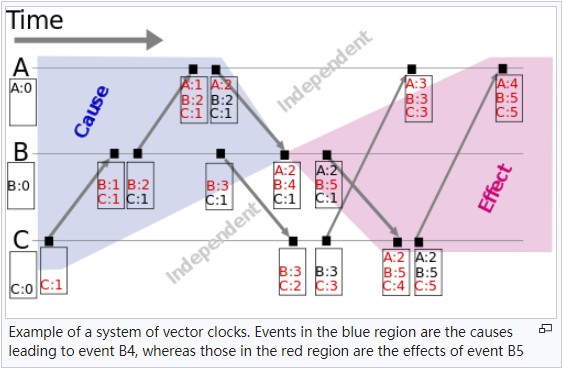 Time
A
A:0
Cause
A:1
B:2
C:1
A:2
B:2
C:1
Independent
A:3
B:3
C:3
A:4
B:5
C:5
B
B:0
B:1
C:1
B:2
C:1
B:3
C:1
A:2
B:4
C:1
A:2
B:5
C:1
Effect
Independent
C
C:0
C:1
B:3
C:2
B:3
C:3
A:2
B:5
C:4
A:2
B:5
C:5
Example of a system of vector clocks. Events in the blue region are the causes
leading to event B4, whereas those in the red region are the effects of event B5